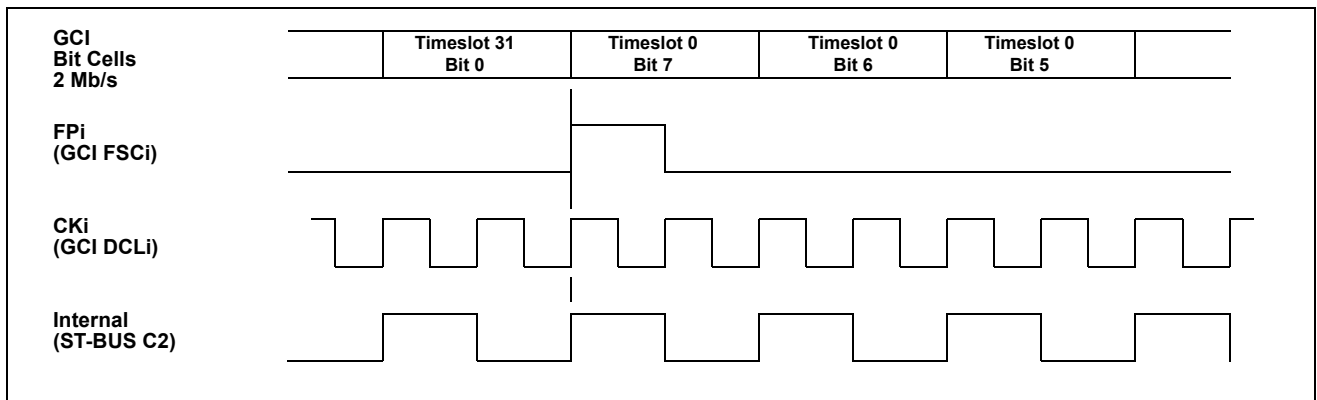 GCI
Bit Cells
2 Mb/s
Timeslot 31
Bit 0
Timeslot 0
Bit 7
Timeslot 0
Bit 6
Timeslot 0
Bit 5
FPi
(GCI FSCi)
CKi
(GCI DCLi)
Internal
(ST-BUS C2)